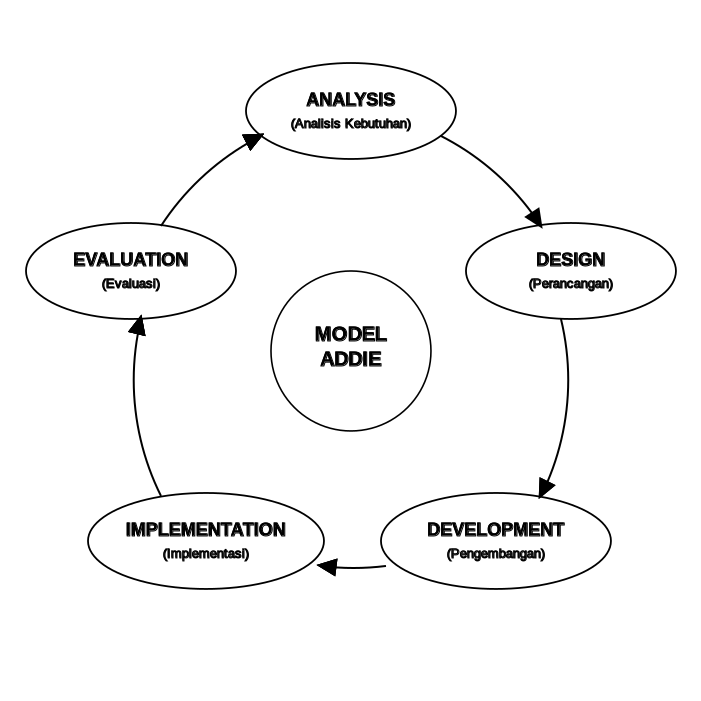 ANALYSIS
(Analisis Kebutuhan)
EVALUATION
(Evaluasi)
DESIGN
(Perancangan)
MODEL
ADDIE
IMPLEMENTATION
(Implementasi)
DEVELOPMENT
(Pengembangan)